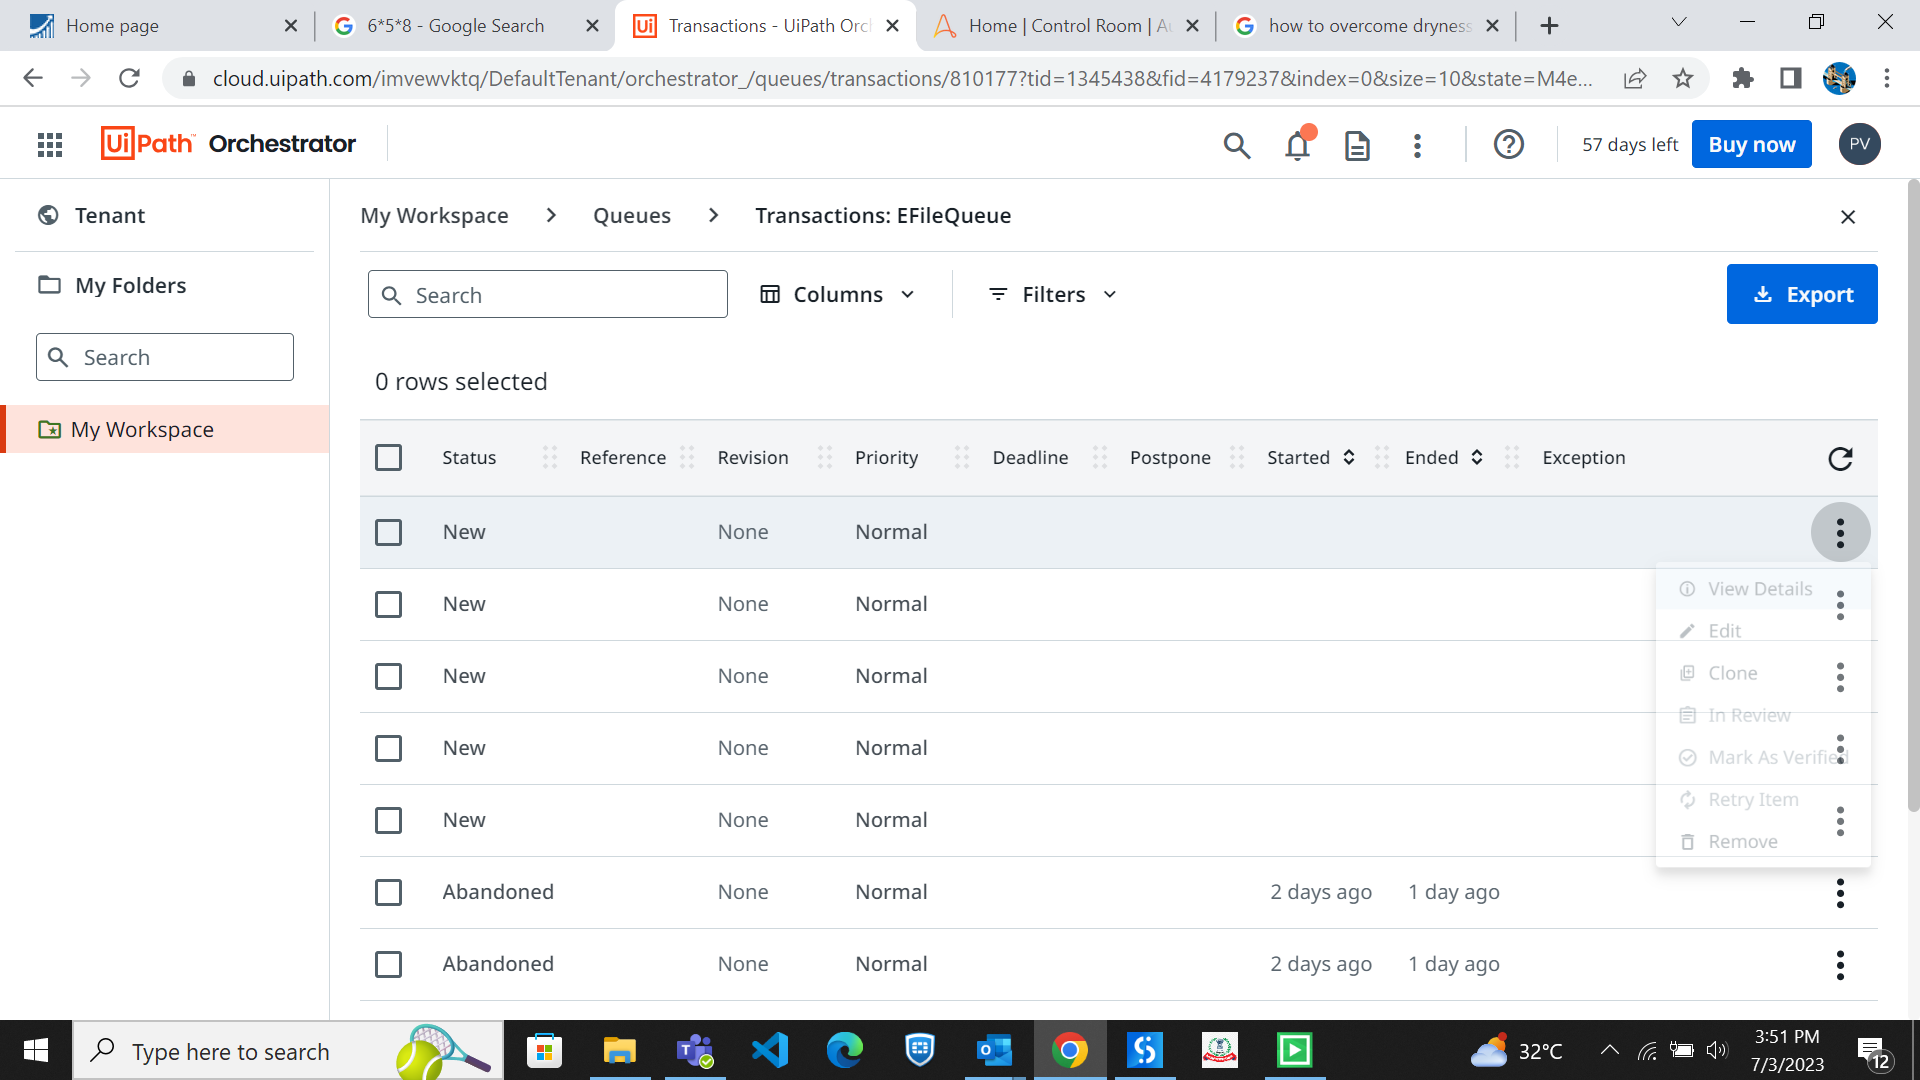 Home page
6*5*8 - Google Search
Transactions - UiPath Orc
Home | Control Room | Au
how to overcome dryness
cloud.uipath.com/imvewvktq/DefaultTenant/orchestrator_/queues/transactions/810177?tid=1345438&fid=4179237&index=0&size=10&state=M4e...
UiPath™ Orchestrator
57 days left
Buy now
PV
Tenant
My Workspace
Queues
Transactions: EFileQueue
My Folders
Search
Columns
Filters
Export
Search
0 rows selected
My Workspace
Status Reference Revision Priority Deadline Postpone Started Ended Exception
New None Normal
View Details
New None Normal
Edit
Clone
New None Normal
In Review
New None Normal
Mark As Verified
Retry Item
New None Normal
Remove
Abandoned None Normal 2 days ago 1 day ago
Abandoned None Normal 2 days ago 1 day ago
Type here to search
32°C
3:51 PM
7/3/2023
12